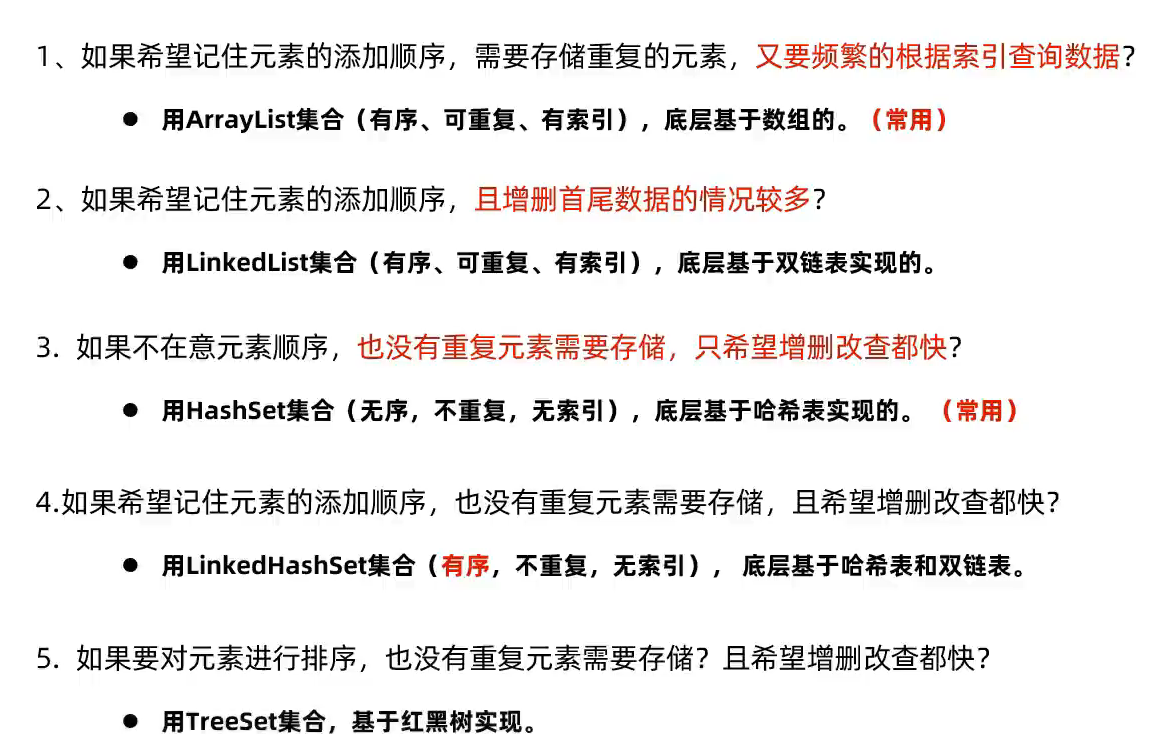 1、如果希望记住元素的添加顺序，需要存储重复的元素，又要频繁的根据索引查询数据？
● 用ArrayList集合（有序、可重复、有索引），底层基于数组的。（常用）
2、如果希望记住元素的添加顺序，且增删首尾数据的情况较多？
● 用LinkedList集合（有序、可重复、有索引），底层基于双链表实现的。
3. 如果不在意元素顺序，也没有重复元素需要存储，只希望增删改查都快？
● 用HashSet集合（无序，不重复，无索引），底层基于哈希表实现的。（常用）
4.如果希望记住元素的添加顺序，也没有重复元素需要存储，且希望增删改查都快？
● 用LinkedHashSet集合（有序，不重复，无索引），底层基于哈希表和双链表。
5. 如果要对元素进行排序，也没有重复元素需要存储？且希望增删改查都快？
● 用TreeSet集合，基于红黑树实现。